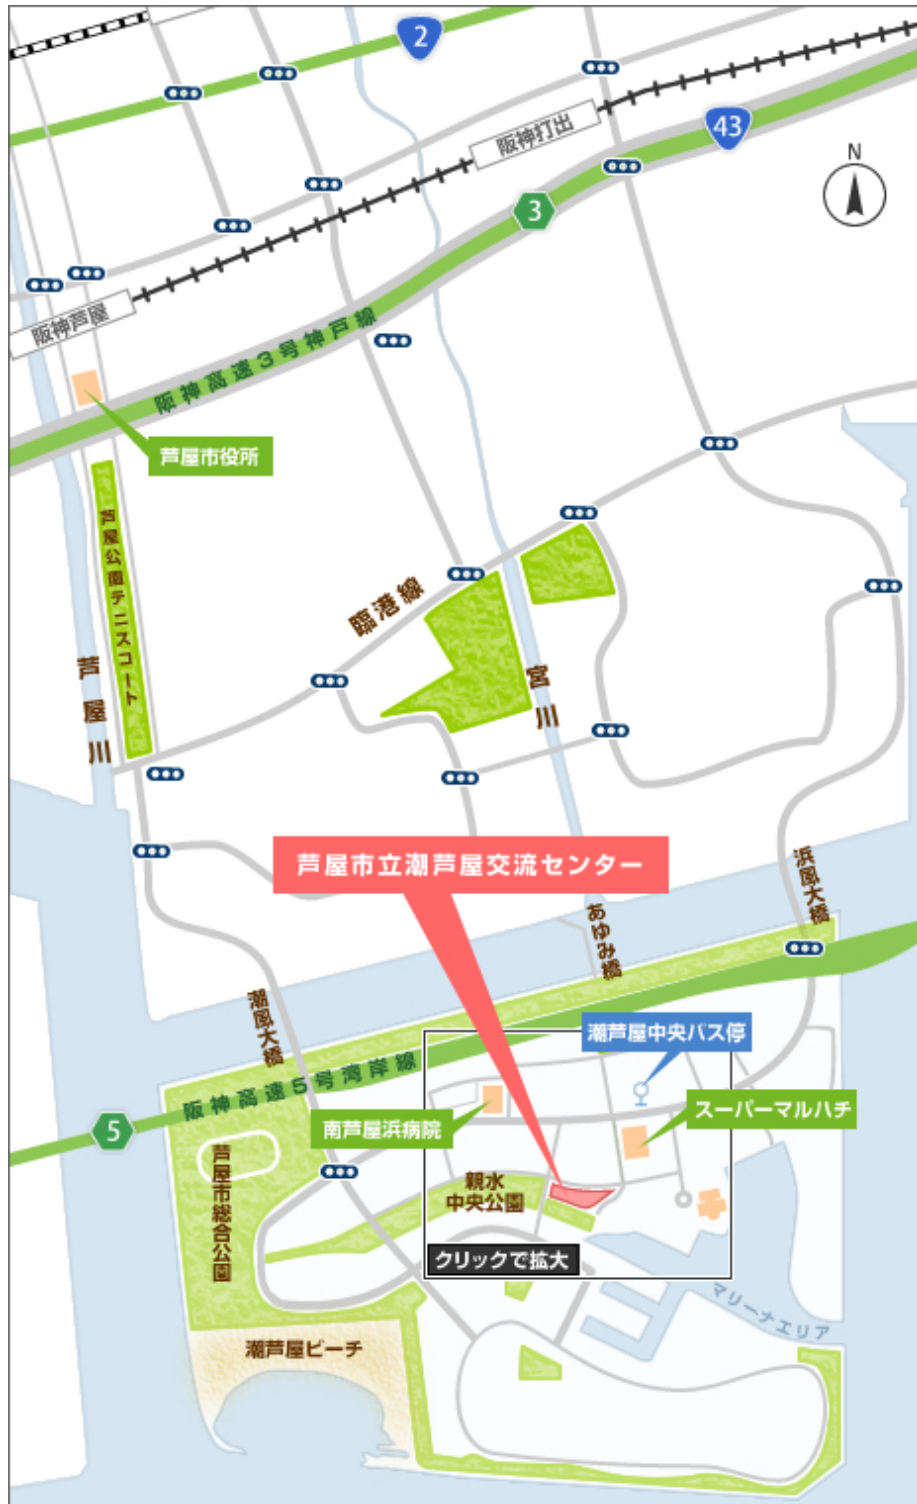 2
阪神打出
43
N
3
阪神芦屋
阪神高速3号神戸線
芦屋市役所
芦屋公園テニスコート
臨港線
芦屋川
宮川
芦屋市立潮芦屋交流センター
浜風大橋
あゆみ橋
潮風大橋
潮芦屋中央バス停
阪神高速5号湾岸線
スーパーマルハチ
5
南芦屋浜病院
芦屋市総合公園
親水
中央公園
クリックで拡大
マリーナエリア
潮芦屋ビーチ